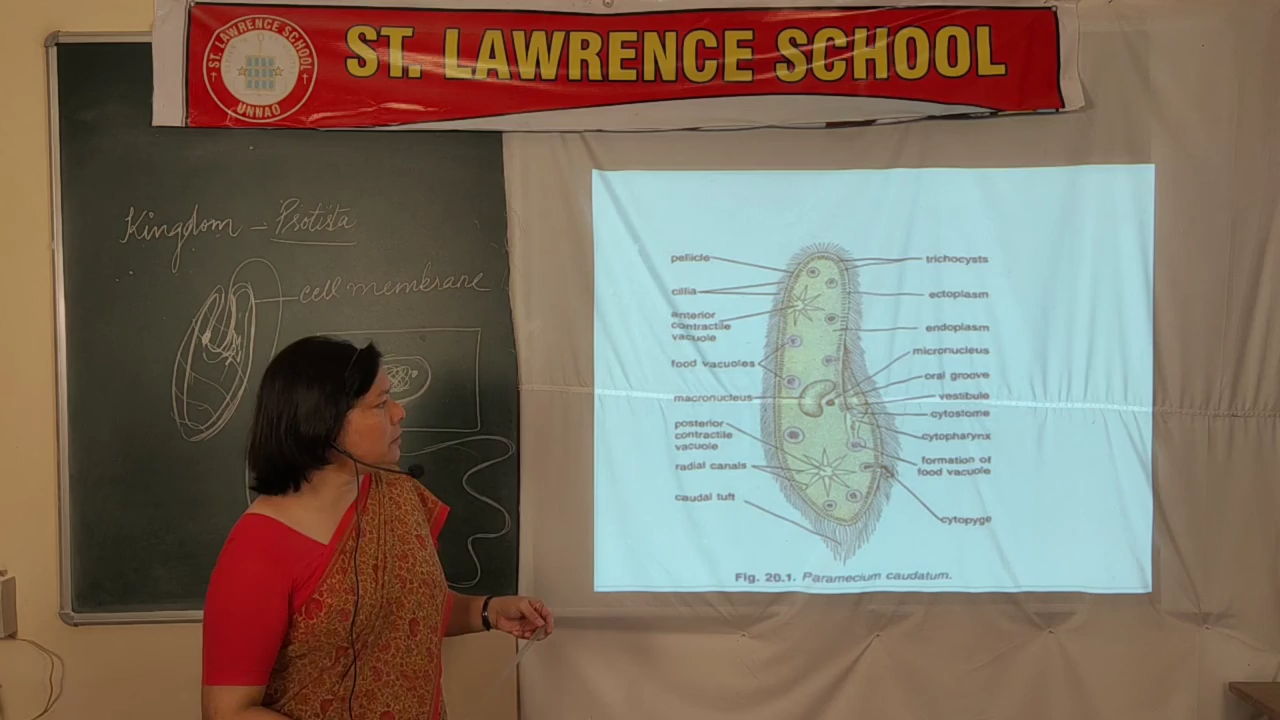 ST. LAWRENCE SCHOOL
ST. LAWRENCE SCHOOL
UNNAO
Kingdom - Protista
cell membrane
pellicle
cillia
anterior
contractile
vacuole
food vacuoles
macronucleus
posterior
contractile
vacuole
radial canals
caudal tuft
trichocysts
ectoplasm
endoplasm
micronucleus
oral groove
vestibule
cytostome
cytopharynx
formation of
food vacuole
cytopyge
Fig. 20.1. Paramecium caudatum.